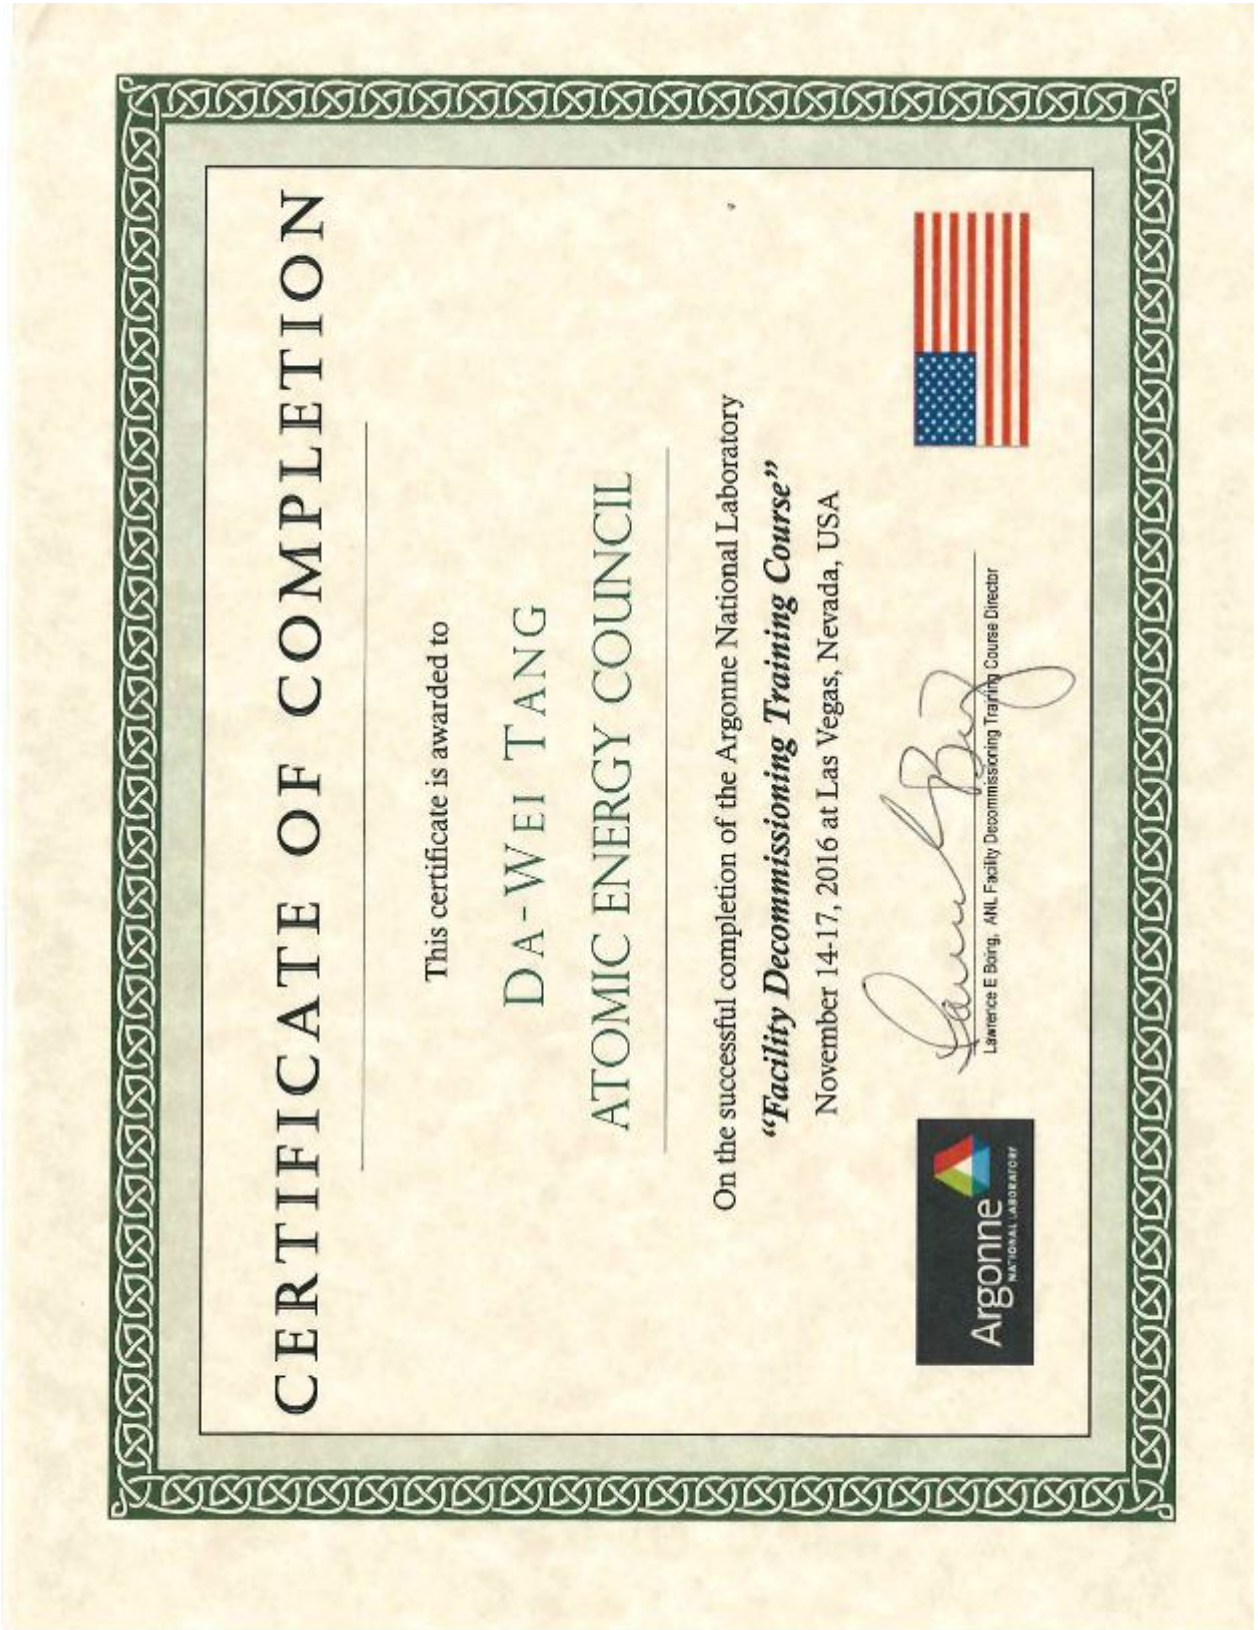 CERTIFICATE OF COMPLETION
This certificate is awarded to
DA-WEI TANG
ATOMIC ENERGY COUNCIL
On the successful completion of the Argonne National Laboratory
“Facility Decommissioning Training Course”
November 14-17, 2016 at Las Vegas, Nevada, USA
Lawrence E Boing, ANL Facility Decommissioning Training Course Director
Argonne
NATIONAL LABORATORY